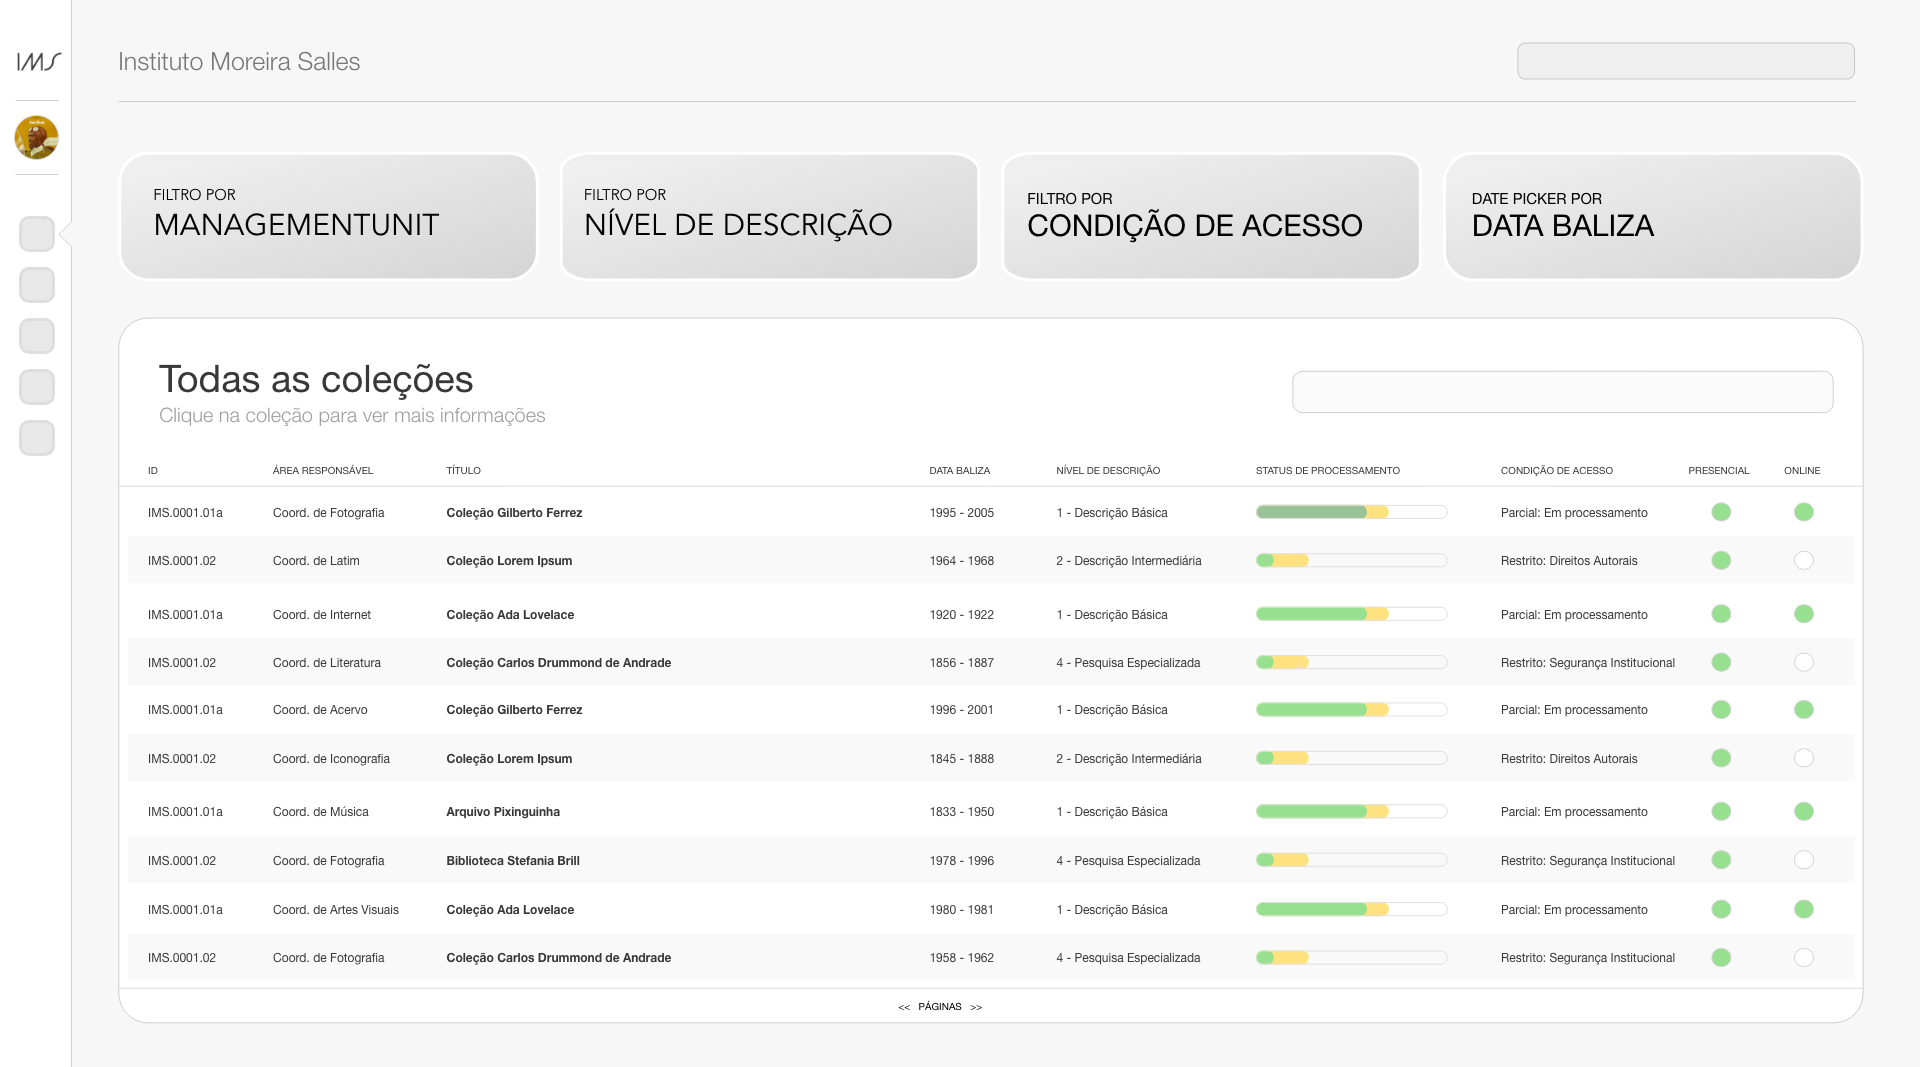 IMS
Instituto Moreira Salles
FILTRO POR
MANAGEMENTUNIT
FILTRO POR
NÍVEL DE DESCRIÇÃO
FILTRO POR
CONDIÇÃO DE ACESSO
DATE PICKER POR
DATA BALIZA
Todas as coleções
Clique na coleção para ver mais informações
ID ÁREA RESPONSÁVEL TÍTULO DATA BALIZA NÍVEL DE DESCRIÇÃO STATUS DE PROCESSAMENTO CONDIÇÃO DE ACESSO PRESENCIAL ONLINE
IMS.0001.01a Coord. de Fotografia Coleção Gilberto Ferrez 1995 - 2005 1 - Descrição Básica Parcial: Em processamento
IMS.0001.02 Coord. de Latim Coleção Lorem Ipsum 1964 - 1968 2 - Descrição Intermediária Restrito: Direitos Autorais
IMS.0001.01a Coord. de Internet Coleção Ada Lovelace 1920 - 1922 1 - Descrição Básica Parcial: Em processamento
IMS.0001.02 Coord. de Literatura Coleção Carlos Drummond de Andrade 1856 - 1887 4 - Pesquisa Especializada Restrito: Segurança Institucional
IMS.0001.01a Coord. de Acervo Coleção Gilberto Ferrez 1996 - 2001 1 - Descrição Básica Parcial: Em processamento
IMS.0001.02 Coord. de Iconografia Coleção Lorem Ipsum 1845 - 1888 2 - Descrição Intermediária Restrito: Direitos Autorais
IMS.0001.01a Coord. de Música Arquivo Pixinguinha 1833 - 1950 1 - Descrição Básica Parcial: Em processamento
IMS.0001.02 Coord. de Fotografia Biblioteca Stefania Brill 1978 - 1996 4 - Pesquisa Especializada Restrito: Segurança Institucional
IMS.0001.01a Coord. de Artes Visuais Coleção Ada Lovelace 1980 - 1981 1 - Descrição Básica Parcial: Em processamento
IMS.0001.02 Coord. de Fotografia Coleção Carlos Drummond de Andrade 1958 - 1962 4 - Pesquisa Especializada Restrito: Segurança Institucional
<< PÁGINAS >>